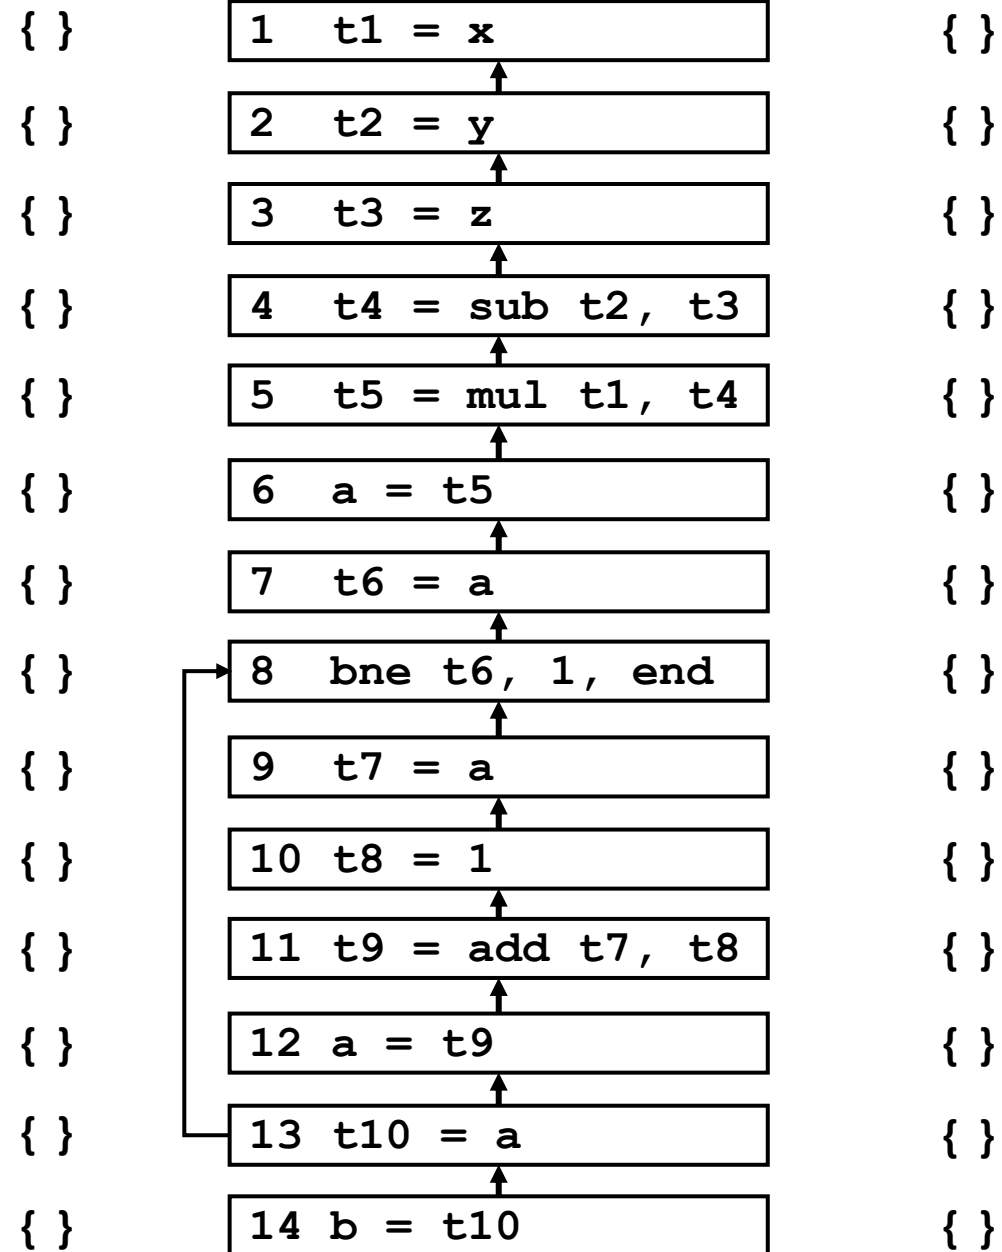 { } 1 t1 = x { }
{ } 2 t2 = y { }
{ } 3 t3 = z { }
{ } 4 t4 = sub t2, t3 { }
{ } 5 t5 = mul t1, t4 { }
{ } 6 a = t5 { }
{ } 7 t6 = a { }
{ } 8 bne t6, 1, end { }
{ } 9 t7 = a { }
{ } 10 t8 = 1 { }
{ } 11 t9 = add t7, t8 { }
{ } 12 a = t9 { }
{ } 13 t10 = a { }
{ } 14 b = t10 { }